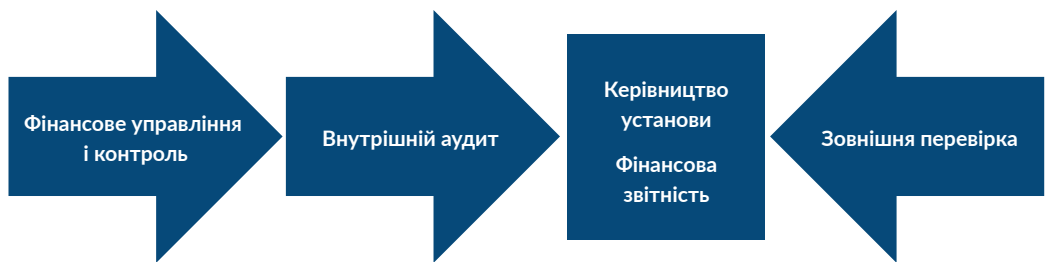 Фінансове управління
і контроль
Внутрішній аудит
Керівництво
установи
Фінансова
звітність
Зовнішня перевірка